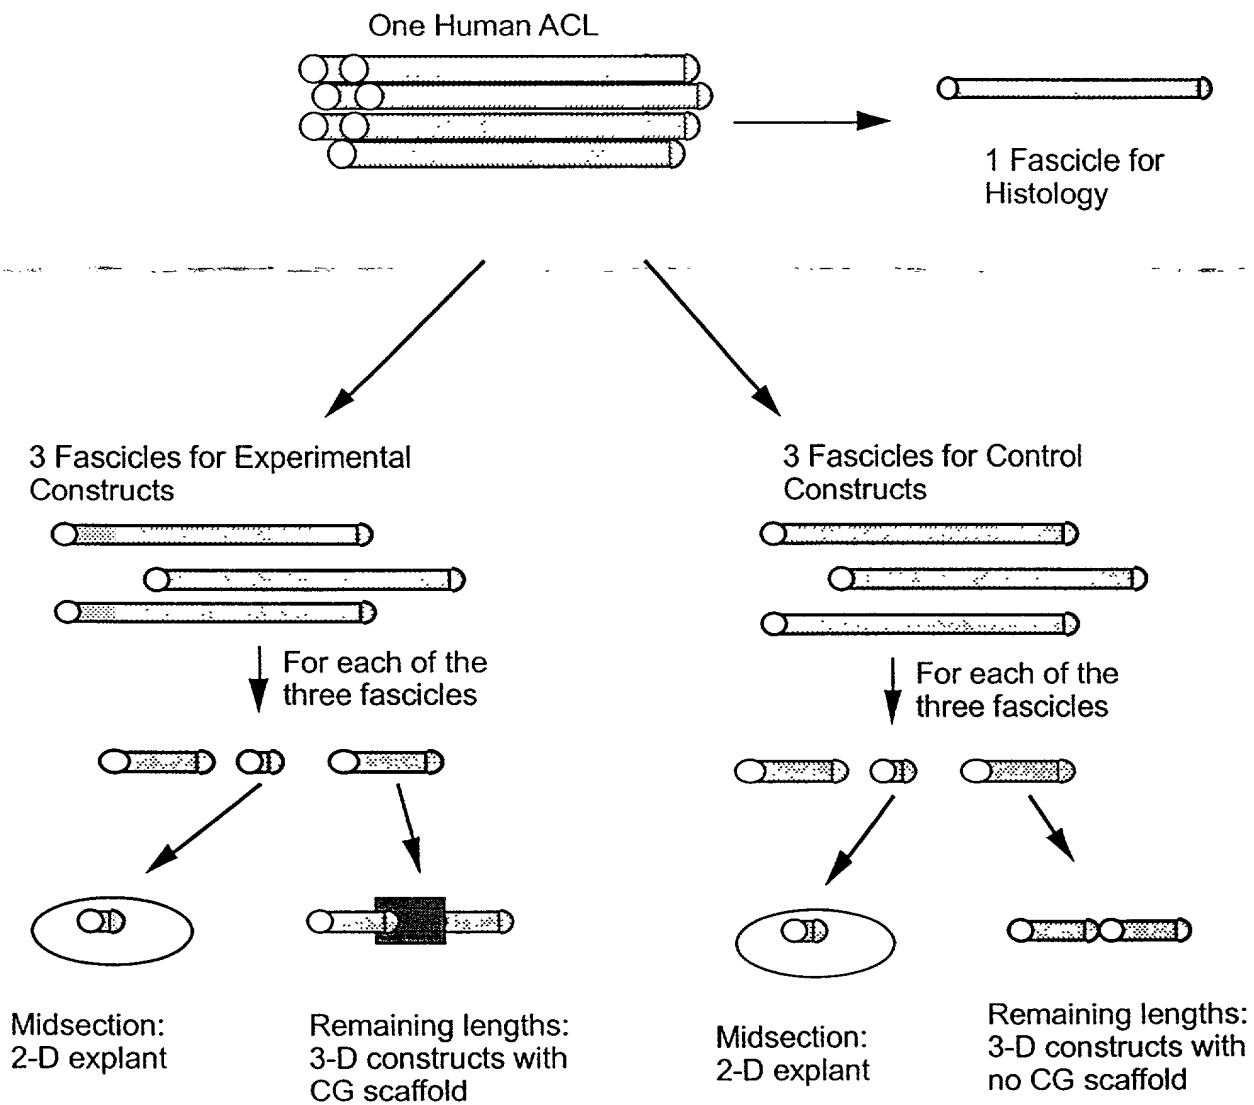 One Human ACL
1 Fascicle for
Histology
3 Fascicles for Experimental
Constructs
3 Fascicles for Control
Constructs
For each of the
three fascicles
For each of the
three fascicles
Midsection:
2-D explant
Remaining lengths:
3-D constructs with
CG scaffold
Midsection:
2-D explant
Remaining lengths:
3-D constructs with
no CG scaffold